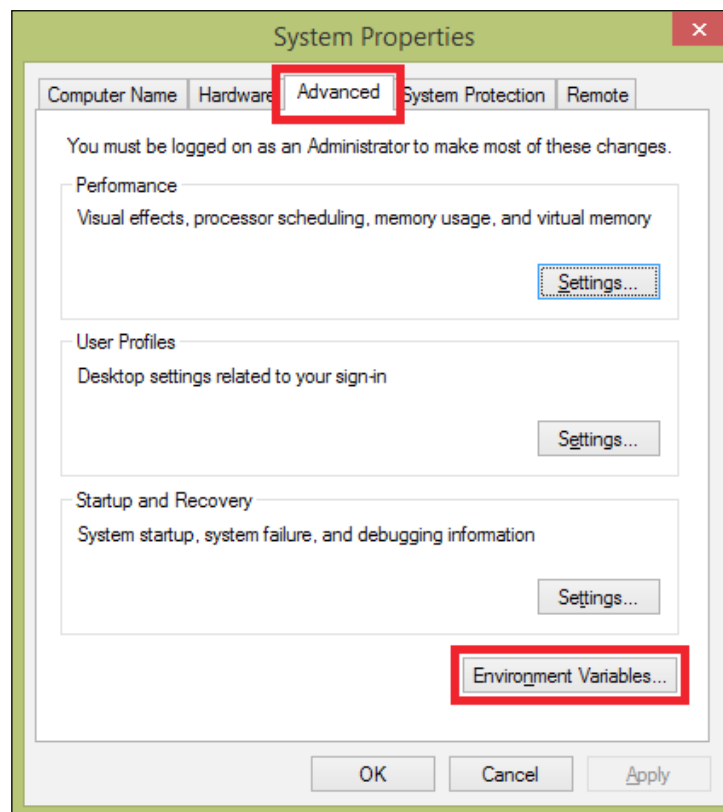 System Properties
Computer Name Hardware Advanced System Protection Remote
You must be logged on as an Administrator to make most of these changes.
Performance
Visual effects, processor scheduling, memory usage, and virtual memory
Settings...
User Profiles
Desktop settings related to your sign-in
Settings...
Startup and Recovery
System startup, system failure, and debugging information
Settings...
Environment Variables...
OK Cancel Apply